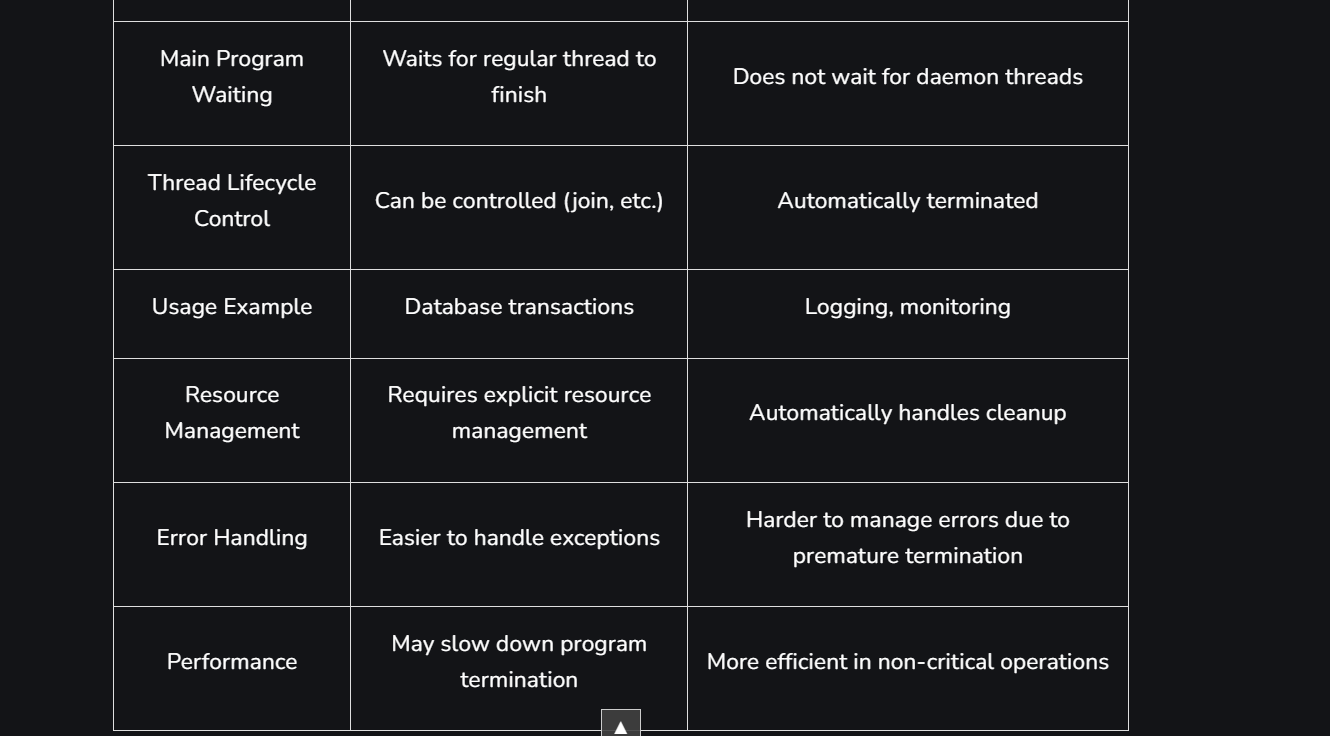 Main Program
Waiting
Waits for regular thread to
finish
Does not wait for daemon threads
Thread Lifecycle
Control
Can be controlled (join, etc.)
Automatically terminated
Usage Example
Database transactions
Logging, monitoring
Resource
Management
Requires explicit resource
management
Automatically handles cleanup
Error Handling
Easier to handle exceptions
Harder to manage errors due to
premature termination
Performance
May slow down program
termination
More efficient in non-critical operations